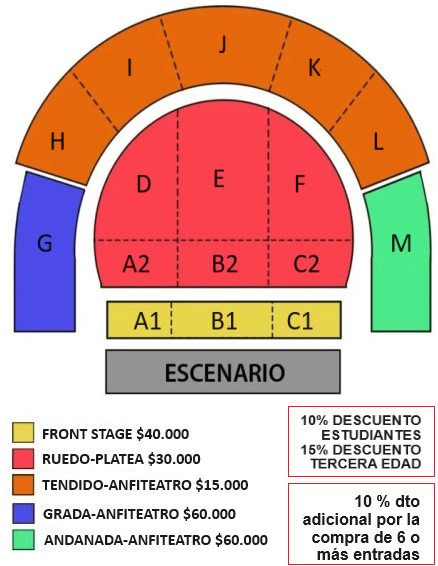 J
I
K
H
L
D
E
F
G
M
A2
B2
C2
A1
B1
C1
ESCENARIO
FRONT STAGE $40.000
RUEDO-PLATEA $30.000
TENDIDO-ANFITEATRO $15.000
GRADA-ANFITEATRO $60.000
ANDANADA-ANFITEATRO $60.000
10% DESCUENTO
ESTUDIANTES
15% DESCUENTO
TERCERA EDAD
10 % dto
adicional por la
compra de 6 o
más entradas